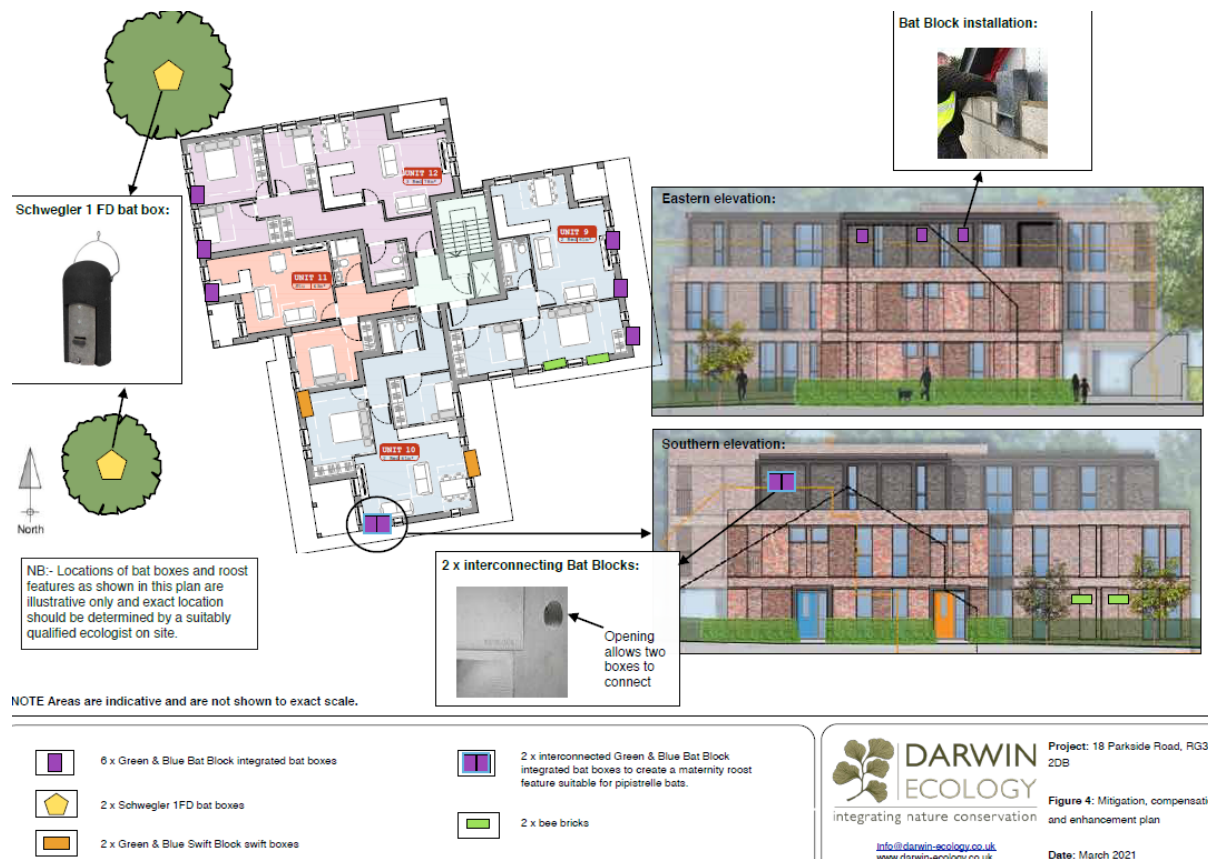 Bat Block installation:
Schwegler 1 FD bat box:
UNIT 12
UNIT 9
UNIT 11
UNIT 10
Eastern elevation:
Southern elevation:
North
NB:- Locations of bat boxes and roost
features as shown in this plan are
illustrative only and exact location
should be determined by a suitably
qualified ecologist on site.
2 x interconnecting Bat Blocks:
Opening
allows two
boxes to
connect
NOTE Areas are indicative and are not shown to exact scale.
6 x Green & Blue Bat Block integrated bat boxes
2 x Schwegler 1FD bat boxes
2 x Green & Blue Swift Block swift boxes
2 x interconnected Green & Blue Bat Block
integrated bat boxes to create a maternity roost
feature suitable for pipistrelle bats.
2 x bee bricks
DARWIN
ECOLOGY
integrating nature conservation
Info@darwin-ecology.co.uk
www.darwin-ecology.co.uk
Project: 18 Parkside Road, RG3
2DB
Figure 4: Mitigation, compensati
and enhancement plan
Date: March 2021